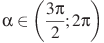 α ∈ (3π/2; 2π)